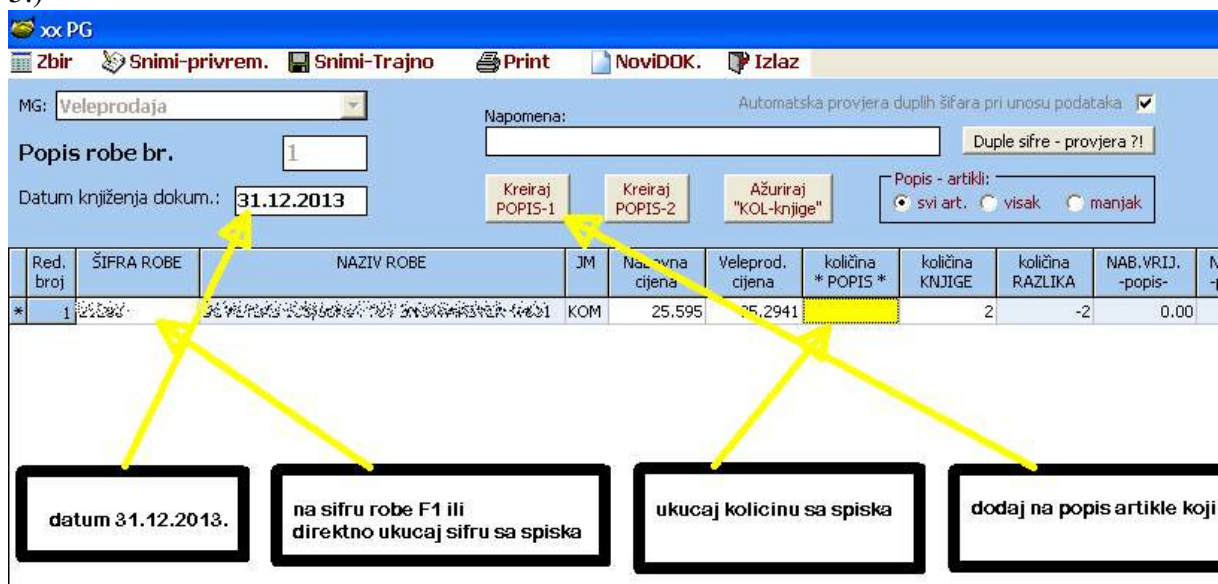 xx PG
Zbir Snimi-privrem. Snimi-Trajno Print NoviDOK. Izlaz
MG: Veleprodaja
Automatska provjera duplih šifara pri unosu podataka
Napomena:
Popis robe br. 1
Duple sifre - provjera ?!
Datum knjiženja dokum.: 31.12.2013
Kreiraj POPIS-1
Kreiraj POPIS-2
Ažuriraj "KOL-knjige"
Popis - artikli:
svi art. visak manjak
Red. broj ŠIFRA ROBE NAZIV ROBE JM Nabavna cijena Veleprod. cijena količina * POPIS * količina KNJIGE količina RAZLIKA NAB.VRIJ. -popis-
* 1 KOM 25.595 2 -2 0.00
datum 31.12.2013.
na sifru robe F1 ili
direktno ukucaj sifru sa spiska
ukucaj kolicinu sa spiska
dodaj na popis artikle koji